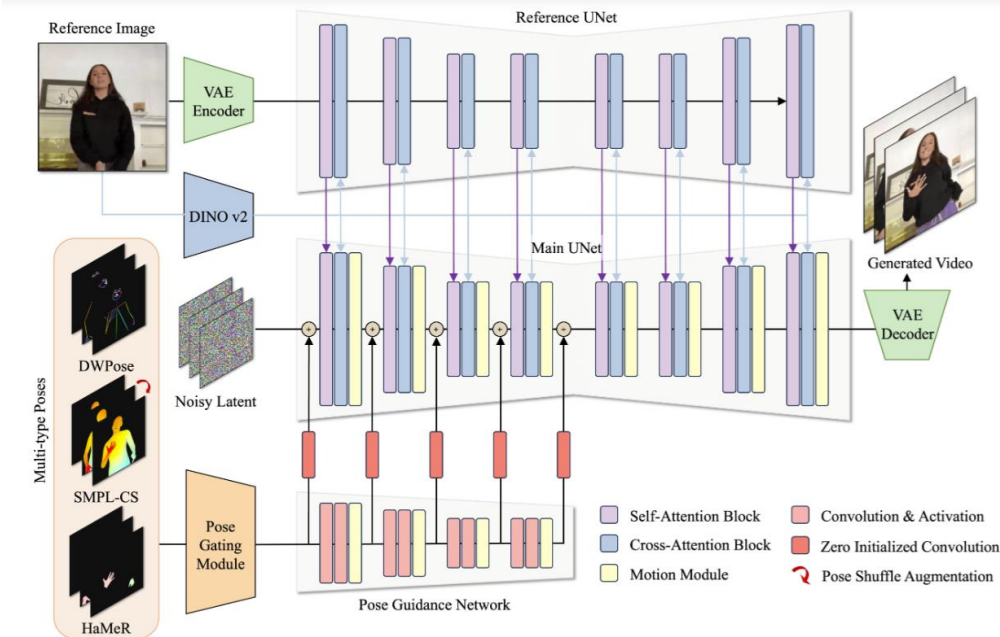 Reference UNet
Reference Image
VAE
Encoder
DINO v2
Main UNet
Generated Video
VAE
Decoder
Multi-type Poses
DWPose
SMPL-CS
HaMeR
Noisy Latent
+ + + + +
Pose
Gating
Module
Pose Guidance Network
Self-Attention Block
Cross-Attention Block
Motion Module
Convolution & Activation
Zero Initialized Convolution
Pose Shuffle Augmentation